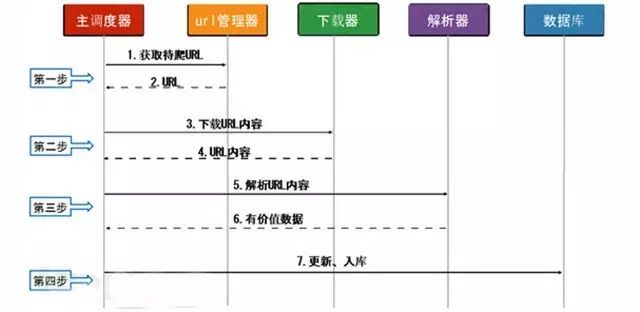 主调度器
url管理器
下载器
解析器
数据库
1. 获取待爬URL
第一步
2. URL
3. 下载URL内容
第二步
4. URL内容
5. 解析URL内容
第三步
6. 有价值数据
7. 更新、入库
第四步